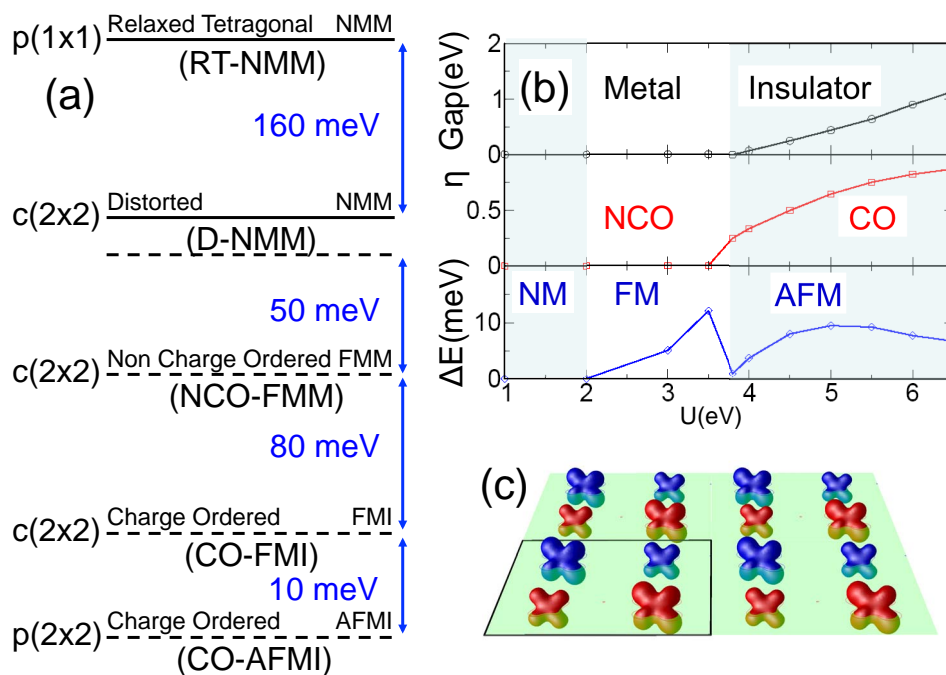 (a)
p(1x1) Relaxed Tetragonal NMM
(RT-NMM)
160 meV
c(2x2) Distorted NMM
(D-NMM)
50 meV
c(2x2) Non Charge Ordered FMM
(NCO-FMM)
80 meV
c(2x2) Charge Ordered FMI
(CO-FMI)
10 meV
p(2x2) Charge Ordered AFMI
(CO-AFMI)
(b)
Gap(eV)
2
1
0
Metal
Insulator
η
0.5
0
NCO
CO
ΔE(meV)
10
0
NM
FM
AFM
1 2 3 4 5 6
U(eV)
(c)